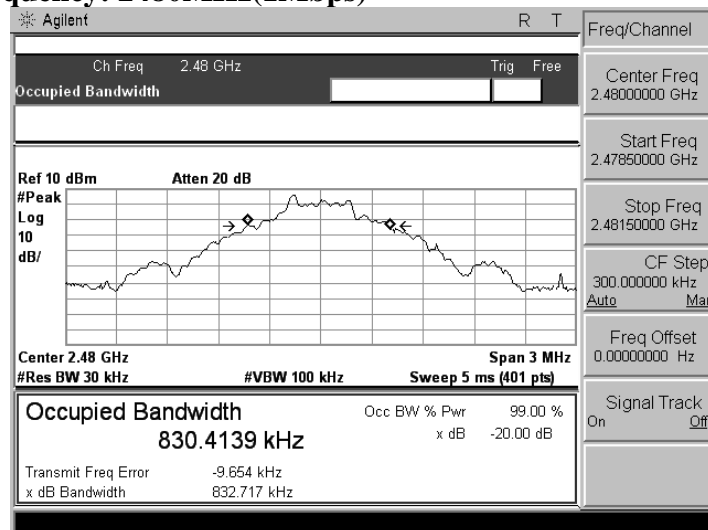 quency: 2480MHz(1Mbps)
Agilent R T
Ch Freq 2.48 GHz Trig Free
Occupied Bandwidth
Ref 10 dBm Atten 20 dB
#Peak
Log
10
dB/
Center 2.48 GHz Span 3 MHz
#Res BW 30 kHz #VBW 100 kHz Sweep 5 ms (401 pts)
Occupied Bandwidth
830.4139 kHz
Occ BW % Pwr 99.00 %
x dB -20.00 dB
Transmit Freq Error -9.654 kHz
x dB Bandwidth 832.717 kHz
Freq/Channel
Center Freq
2.48000000 GHz
Start Freq
2.47850000 GHz
Stop Freq
2.48150000 GHz
CF Step
300.000000 kHz
Auto Mar
Freq Offset
0.00000000 Hz
Signal Track
On Off